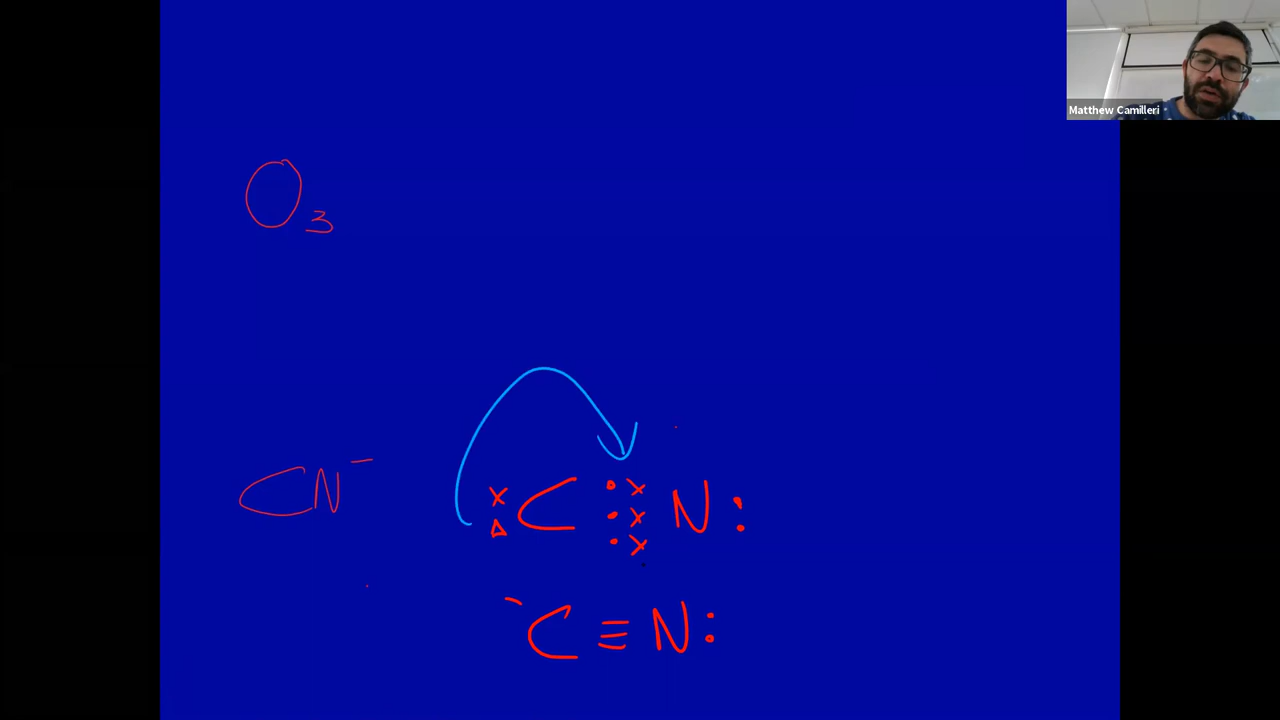 Matthew Camilleri
O₃
CN⁻
×△ C •ₓ •ₓ •ₓ N :
⁻C ≡ N :